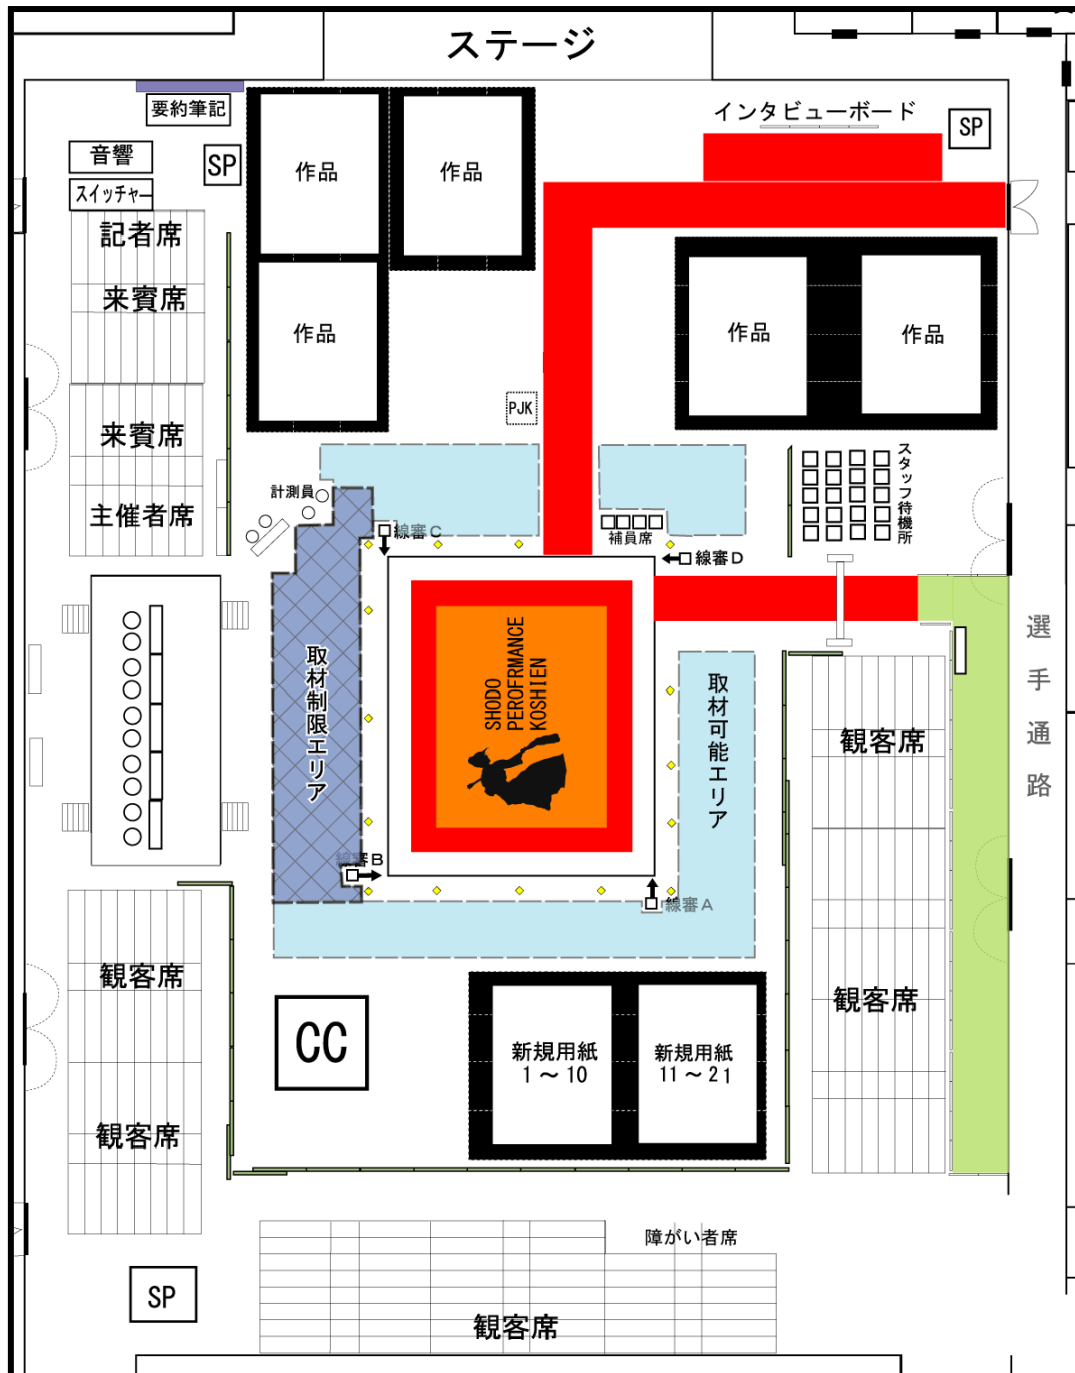 ステージ
要約筆記
インタビューボード
SP
音響
SP
スイッチャー
作品
作品
記者席
来賓席
作品
作品
作品
PJK
来賓席
主催者席
計測員
線審C
補員席
線審D
スタッフ待機所
選手通路
取材制限エリア
SHODO
PEROFRMANCE
KOSHIEN
取材可能エリア
観客席
線審B
線審A
観客席
観客席
CC
新規用紙
1～10
新規用紙
11～21
観客席
障がい者席
SP
観客席